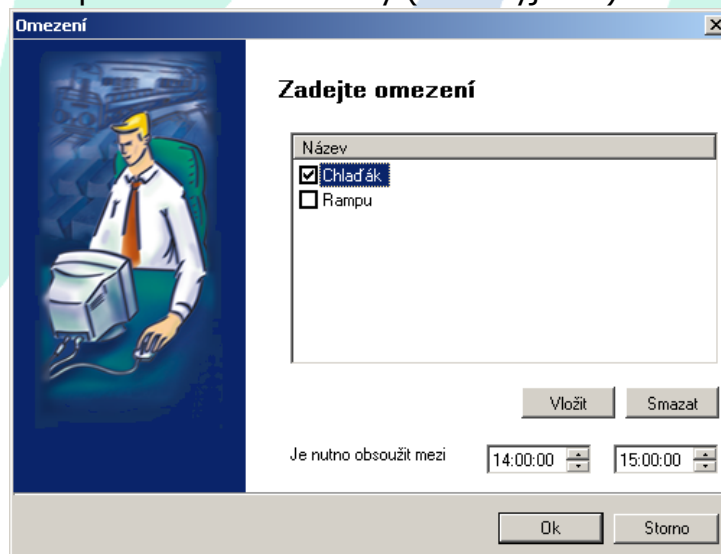 Omezení
Zadejte omezení
Název
Chlaďák
Rampu
Vložit Smazat
Je nutno obsoužit mezi 14:00:00 15:00:00
Ok Storno